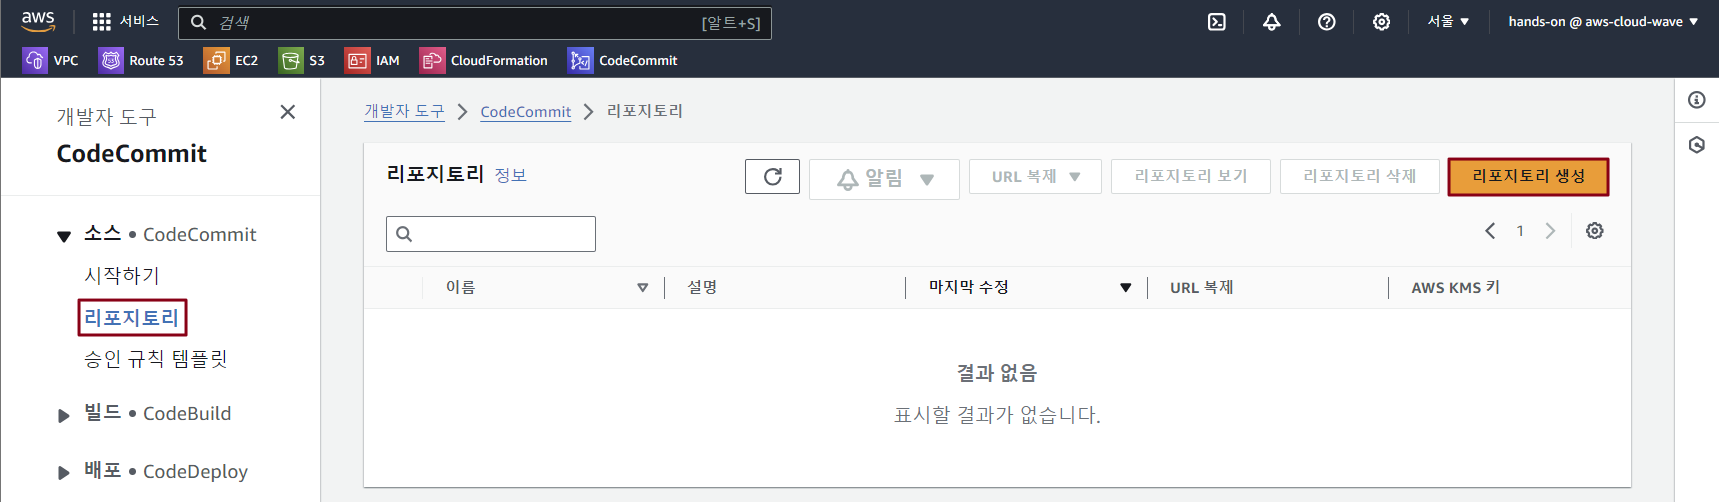 aws 서비스 검색 [알트+S] 서울 ▼ hands-on @ aws-cloud-wave ▼
VPC Route 53 EC2 S3 IAM CloudFormation CodeCommit
개발자 도구
CodeCommit
소스 • CodeCommit
시작하기
리포지토리
승인 규칙 템플릿
빌드 • CodeBuild
배포 • CodeDeploy
개발자 도구 > CodeCommit > 리포지토리
리포지토리 정보
알림 ▼ URL 복제 ▼ 리포지토리 보기 리포지토리 삭제 리포지토리 생성
< 1 >
이름 설명 마지막 수정 URL 복제 AWS KMS 키
결과 없음
표시할 결과가 없습니다.